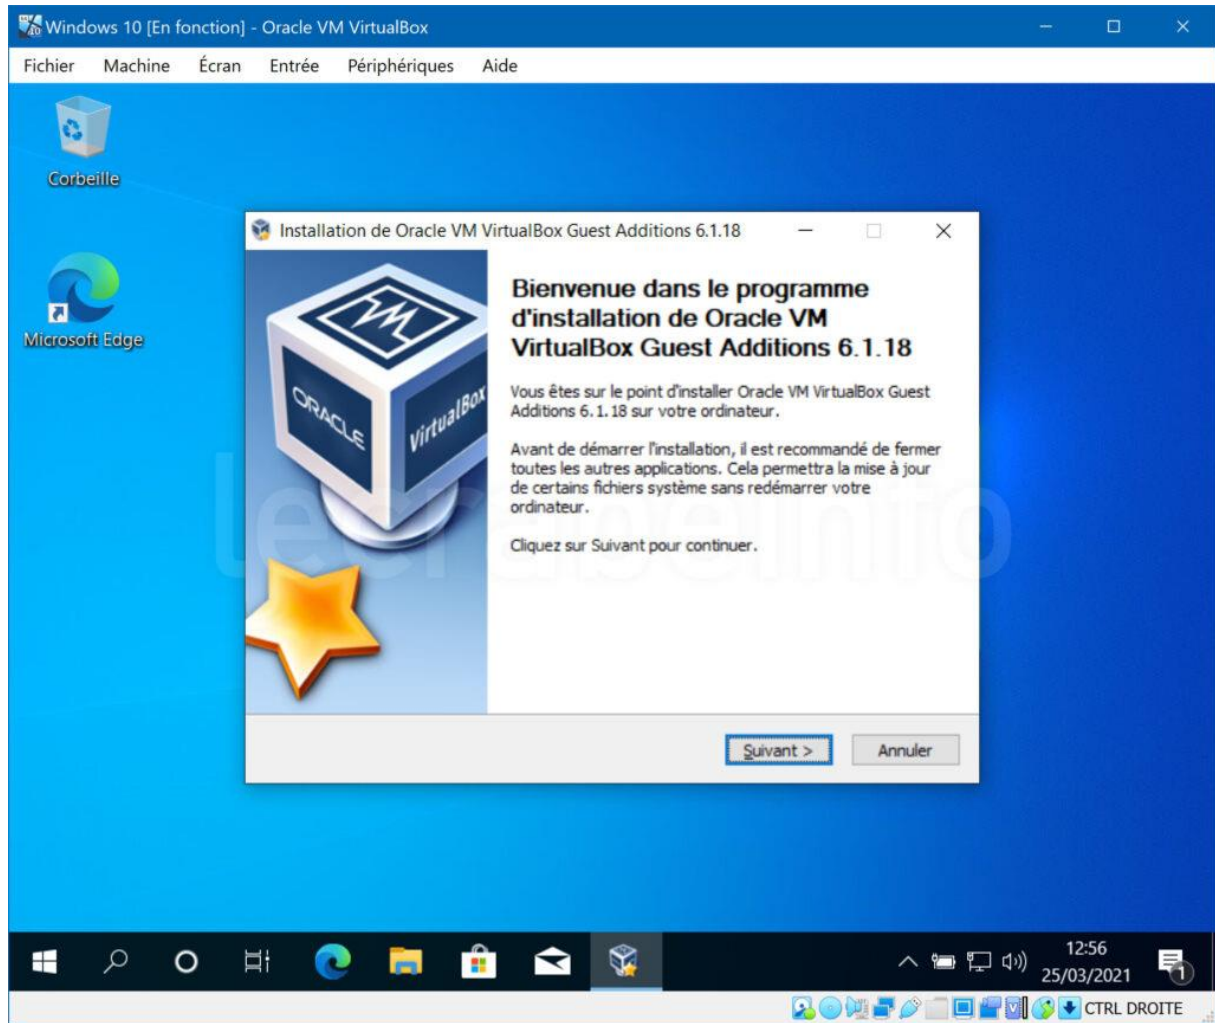 Windows 10 [En fonction] - Oracle VM VirtualBox
Fichier Machine Écran Entrée Périphériques Aide
Corbeille
Microsoft Edge
Installation de Oracle VM VirtualBox Guest Additions 6.1.18
ORACLE
VirtualBox
Bienvenue dans le programme
d'installation de Oracle VM
VirtualBox Guest Additions 6.1.18
Vous êtes sur le point d'installer Oracle VM VirtualBox Guest
Additions 6.1.18 sur votre ordinateur.
Avant de démarrer l'installation, il est recommandé de fermer
toutes les autres applications. Cela permettra la mise à jour
de certains fichiers système sans redémarrer votre
ordinateur.
Cliquez sur Suivant pour continuer.
lecrabeinfo
Suivant > Annuler
12:56
25/03/2021
1
CTRL DROITE